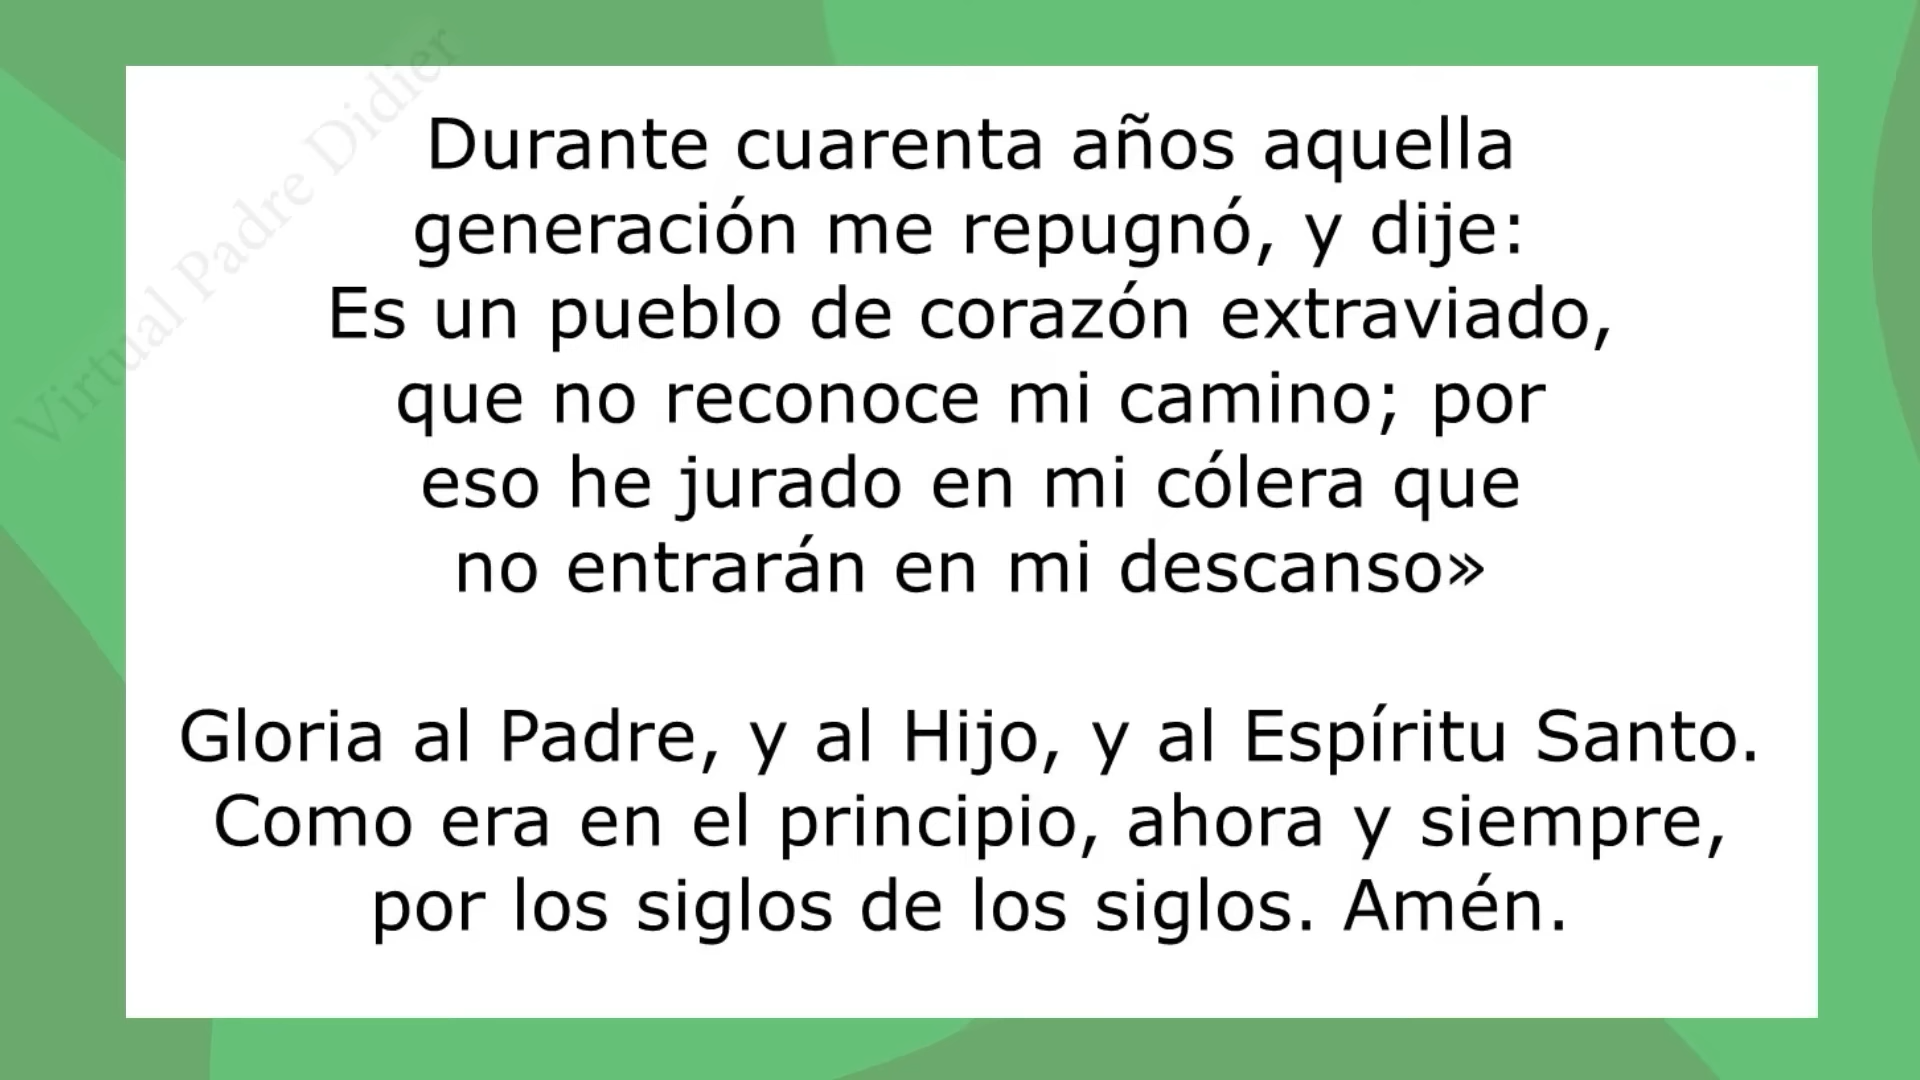 Virtual Padre Didier
Durante cuarenta años aquella
generación me repugnó, y dije:
Es un pueblo de corazón extraviado,
que no reconoce mi camino; por
eso he jurado en mi cólera que
no entrarán en mi descanso»
Gloria al Padre, y al Hijo, y al Espíritu Santo.
Como era en el principio, ahora y siempre,
por los siglos de los siglos. Amén.